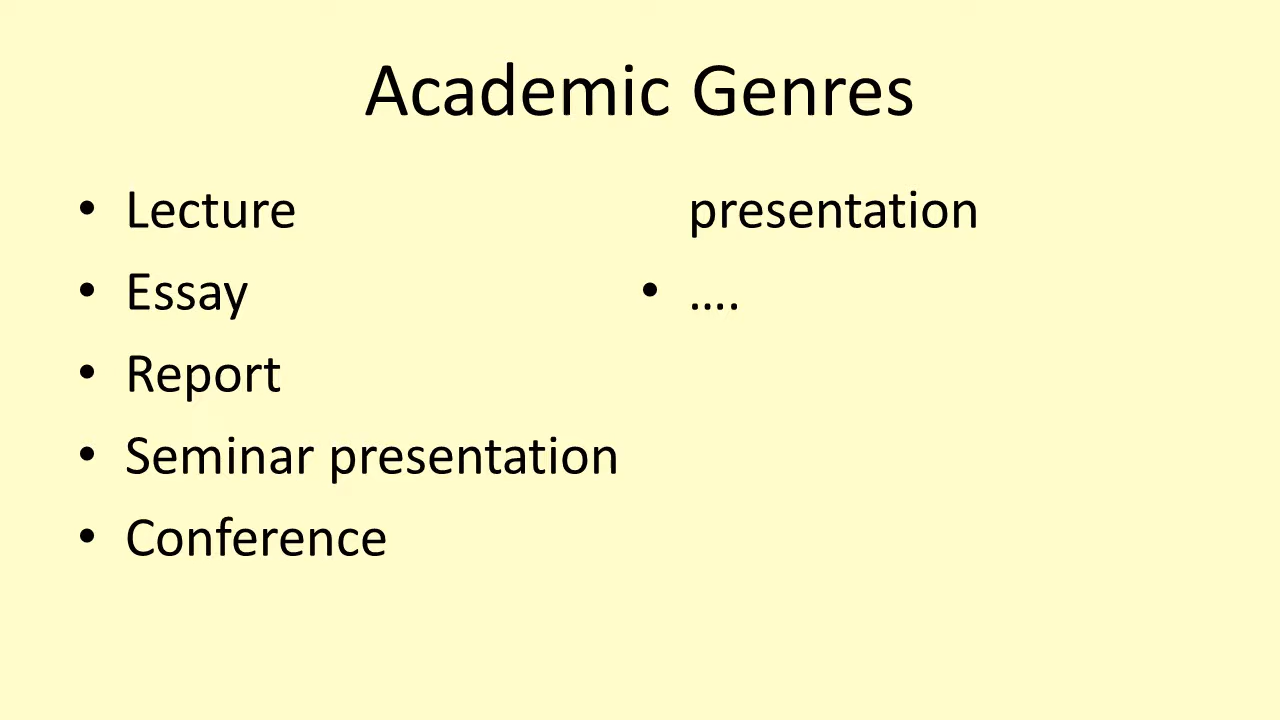 Academic Genres
• Lecture
• Essay
• Report
• Seminar presentation
• Conference
presentation
• ....